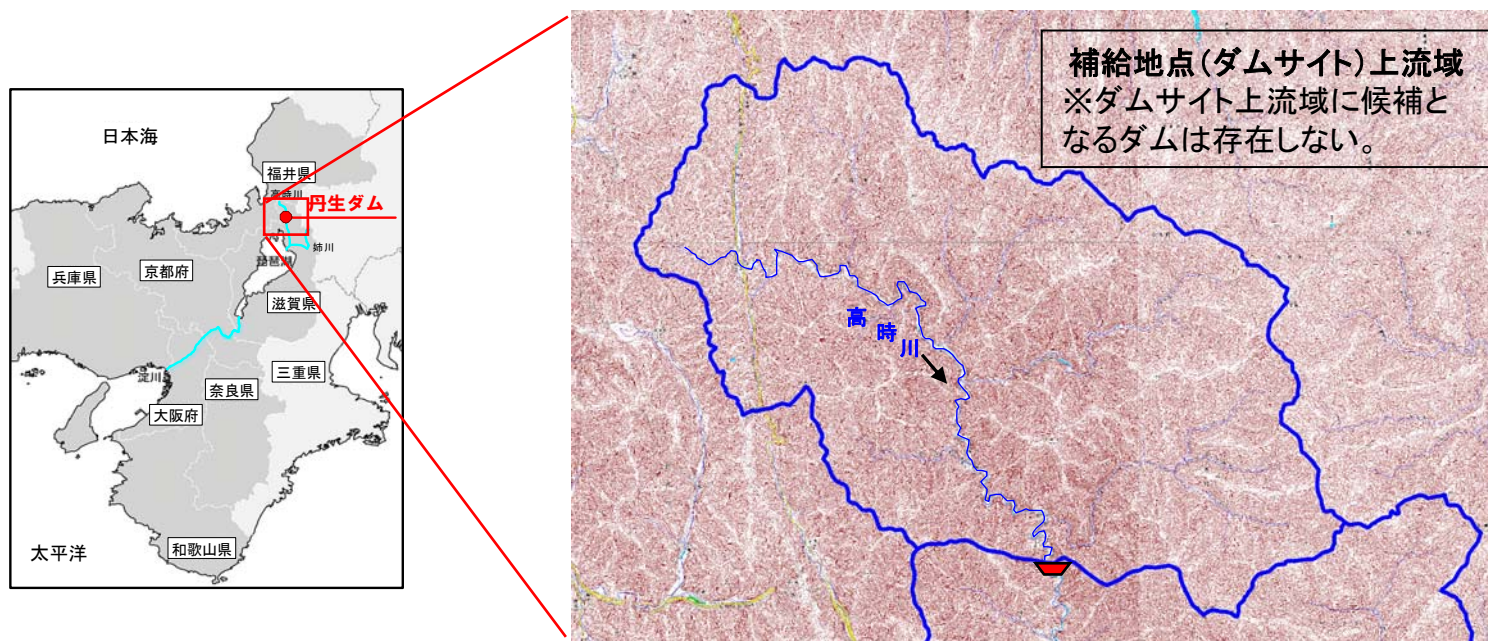 日本海
福井県
高時川
丹生ダム
姉川
琵琶湖
兵庫県
京都府
滋賀県
淀川
三重県
奈良県
大阪府
太平洋
和歌山県
補給地点(ダムサイト)上流域
※ダムサイト上流域に候補と
なるダムは存在しない。
高時川